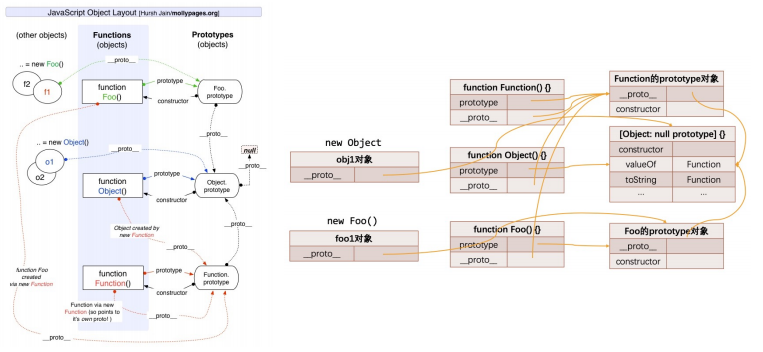 JavaScript Object Layout [Hursh Jain/mollypages.org]
(other objects)
Functions
(objects)
Prototypes
(objects)
.. = new Foo()
__proto__
f2
f1
function
Foo()
prototype
constructor
Foo.
prototype
__proto__
null
.. = new Object()
__proto__
__proto__
o1
o2
function
Object()
prototype
constructor
Object.
prototype
Object created by
new Function
__proto__
__proto__
function
Function()
prototype
constructor
Function.
prototype
function Foo
created
via new Function
Function via new
Function (so points to
it's own proto! )
__proto__
__proto__
new Object
obj1对象
__proto__
new Foo()
foo1对象
__proto__
function Function() {}
prototype
__proto__
function Object() {}
prototype
__proto__
function Foo() {}
prototype
__proto__
Function的prototype对象
__proto__
constructor
[Object: null prototype] {}
constructor
valueOf Function
toString Function
... ...
Foo的prototype对象
__proto__
constructor